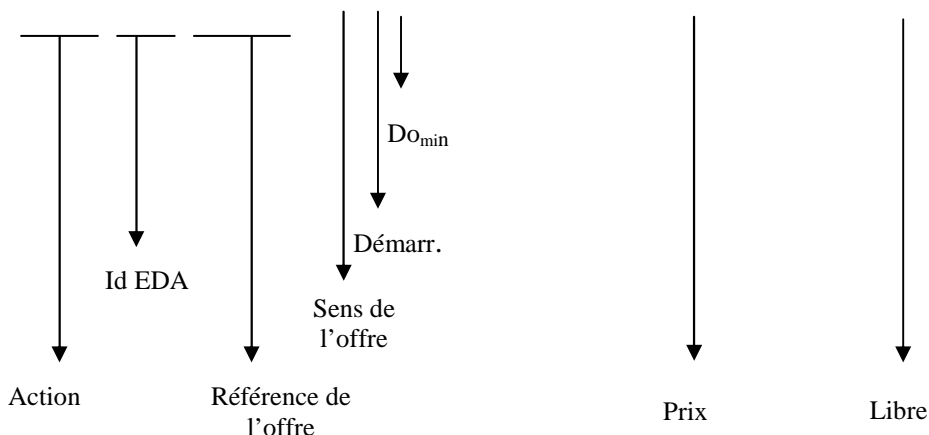 Do_min
Démarr.
Id EDA
Sens de
l’offre
Action
Référence de
l’offre
Prix
Libre